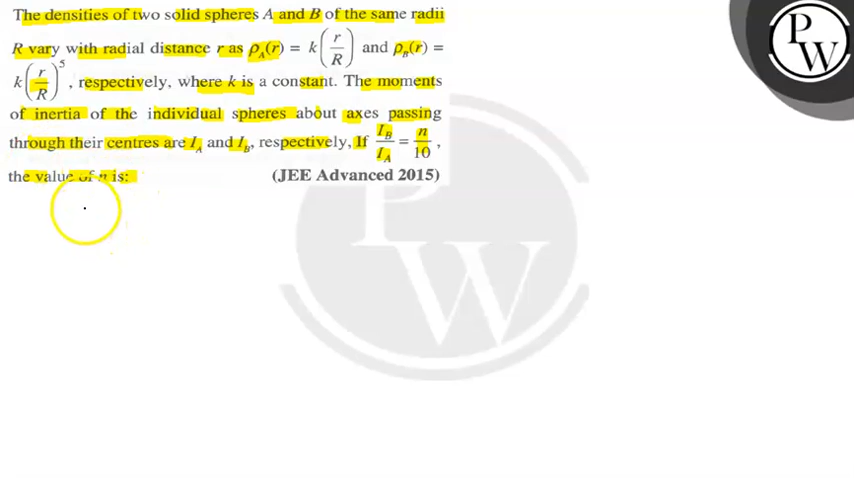 The densities of two solid spheres A and B of the same radii
R vary with radial distance r as ρ_A(r) = k(r/R) and ρ_B(r) =
k(r/R)^5, respectively, where k is a constant. The moments
of inertia of the individual spheres about axes passing
through their centres are I_A and I_B, respectively, If I_B/I_A = n/10,
the value of n is: (JEE Advanced 2015)
P
W
P
W